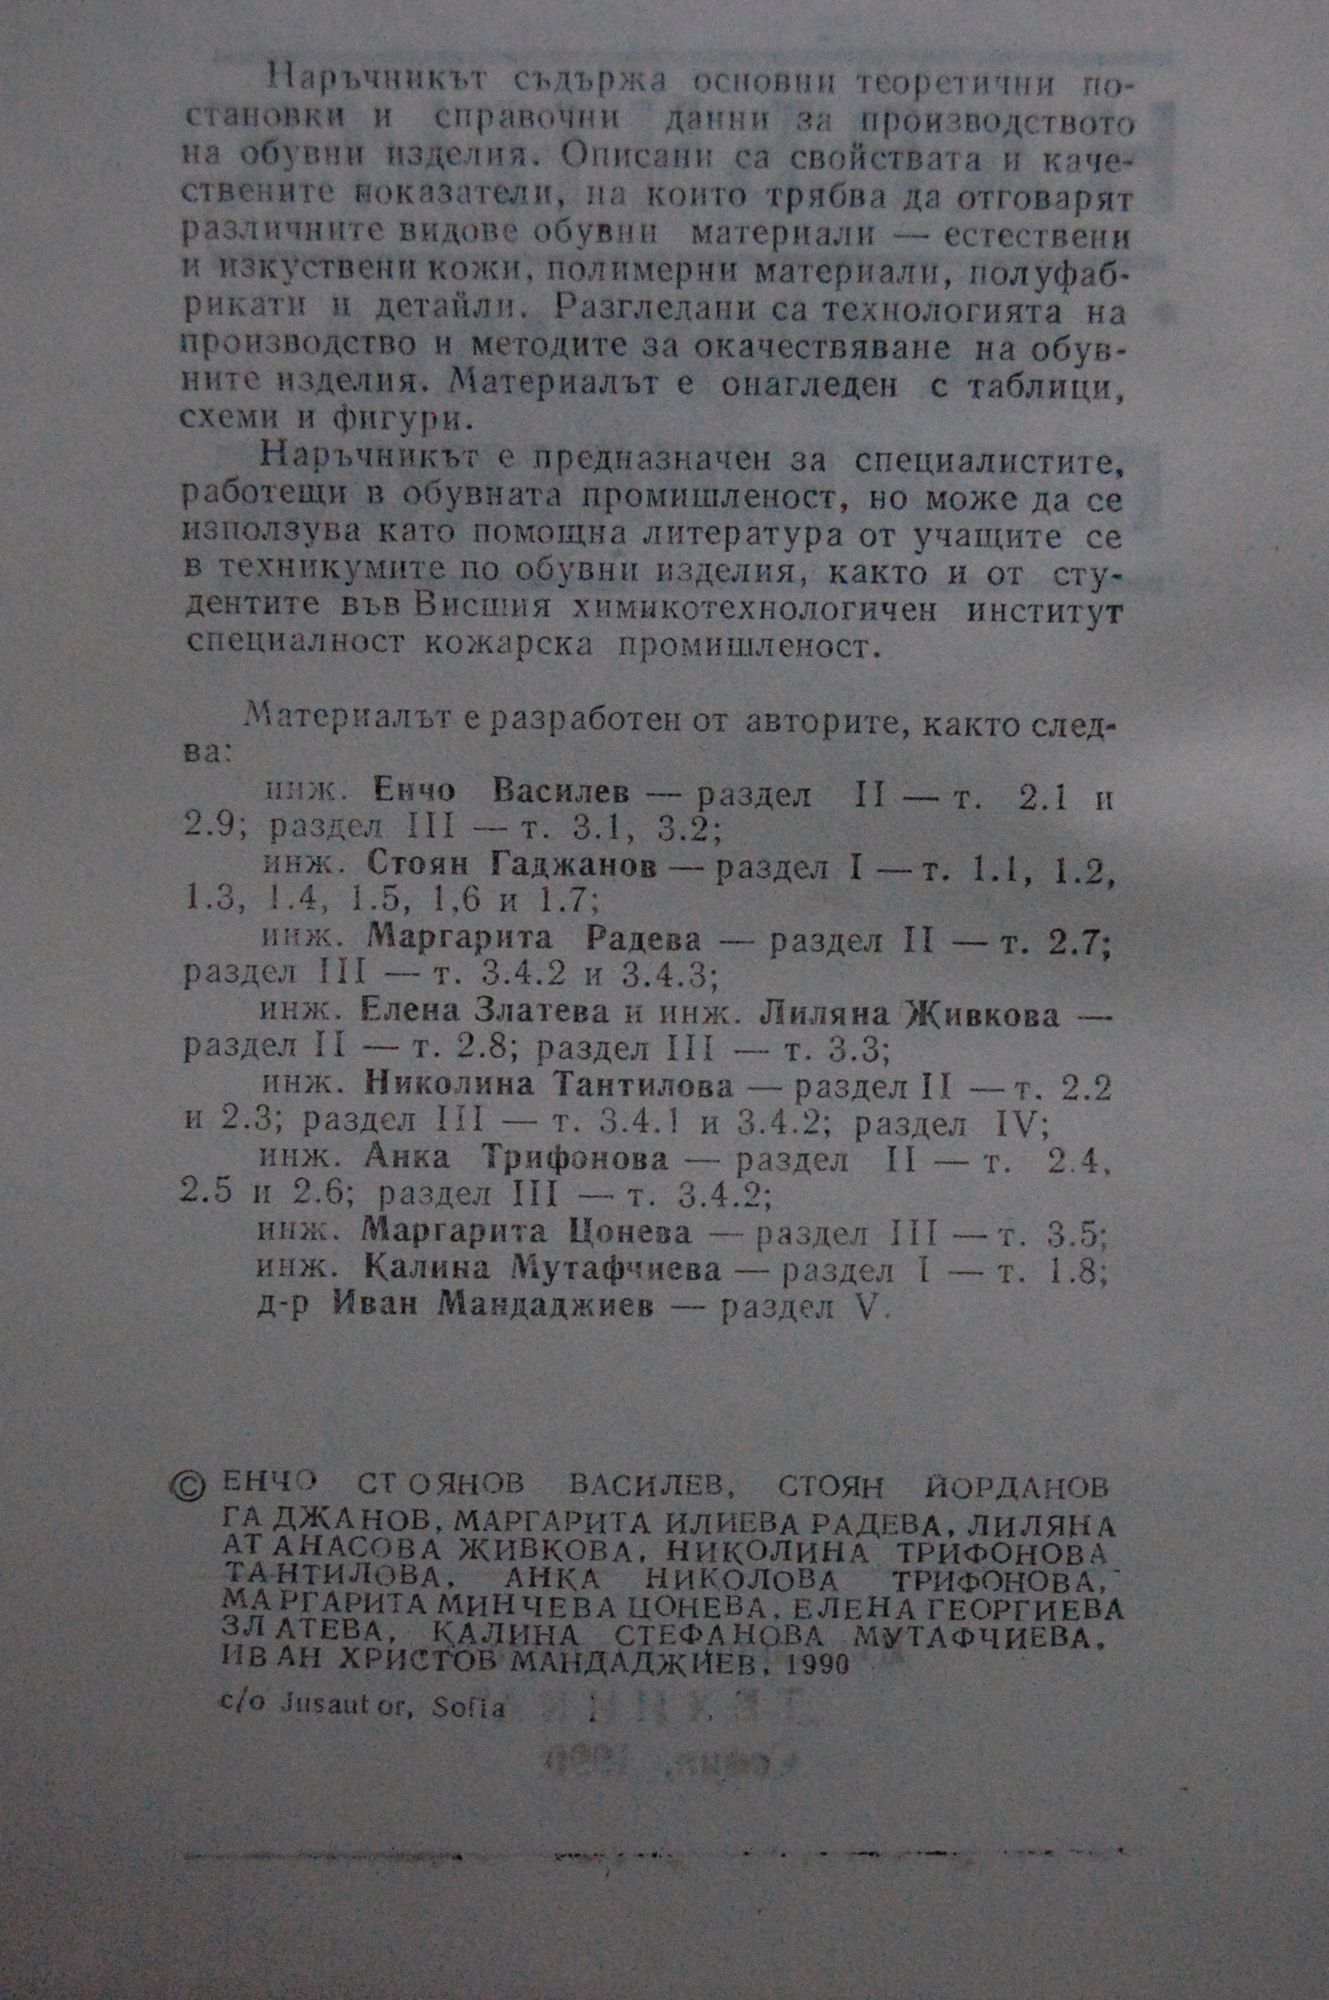 Наръчникът съдържа основни теоретични по-
становки и справочни данни за производството
на обувни изделия. Описани са свойствата и каче-
ствените показатели, на които трябва да отговарят
различните видове обувни материали — естествени
и изкуствени кожи, полимерни материали, полуфаб-
рикати и детайли. Разгледани са технологията на
производство и методите за окачествяване на обув-
ните изделия. Материалът е онагледен с таблици,
схеми и фигури.
Наръчникът е предназначен за специалистите,
работещи в обувната промишленост, но може да се
използува като помощна литература от учащите се
в техникумите по обувни изделия, както и от сту-
дентите във Висшия химикотехнологичен институт
специалност кожарска промишленост.
Материалът е разработен от авторите, както след-
ва:
инж. Енчо Василев — раздел II — т. 2.1 и
2.9; раздел III — т. 3.1, 3.2;
инж. Стоян Гаджанов — раздел I — т. 1.1, 1.2,
1.3, 1.4, 1.5, 1,6 и 1.7;
инж. Маргарита Радева — раздел II — т. 2.7;
раздел III — т. 3.4.2 и 3.4.3;
инж. Елена Златева и инж. Лиляна Живкова —
раздел II — т. 2.8; раздел III — т. 3.3;
инж. Николина Тантилова — раздел II — т. 2.2
и 2.3; раздел III — т. 3.4.1 и 3.4.2; раздел IV;
инж. Анка Трифонова — раздел II — т. 2.4,
2.5 и 2.6; раздел III — т. 3.4.2;
инж. Маргарита Цонева — раздел III — т. 3.5;
инж. Калина Мутафчиева — раздел I — т. 1.8;
д-р Иван Мандаджиев — раздел V.
© ЕНЧО СТОЯНОВ ВАСИЛЕВ, СТОЯН ЙОРДАНОВ
ГАДЖАНОВ, МАРГАРИТА ИЛИЕВА РАДЕВА, ЛИЛЯНА
АТАНАСОВА ЖИВКОВА, НИКОЛИНА ТРИФОНОВА
ТАНТИЛОВА, АНКА НИКОЛОВА ТРИФОНОВА,
МАРГАРИТА МИНЧЕВА ЦОНЕВА, ЕЛЕНА ГЕОРГИЕВА
ЗЛАТЕВА, КАЛИНА СТЕФАНОВА МУТАФЧИЕВА,
ИВАН ХРИСТОВ МАНДАДЖИЕВ, 1990
c/o Jusautor, Sofia